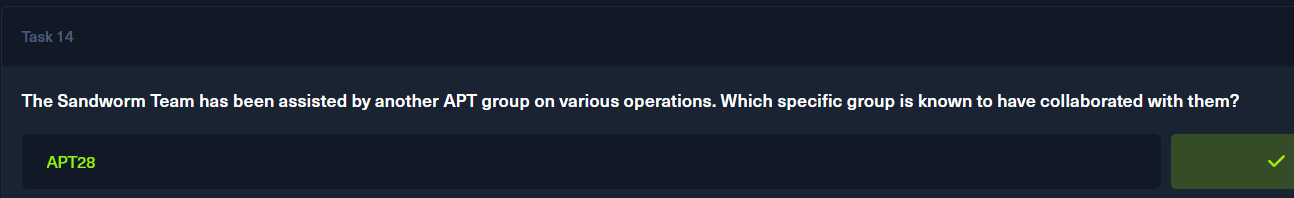 Task 14
The Sandworm Team has been assisted by another APT group on various operations. Which specific group is known to have collaborated with them?
APT28